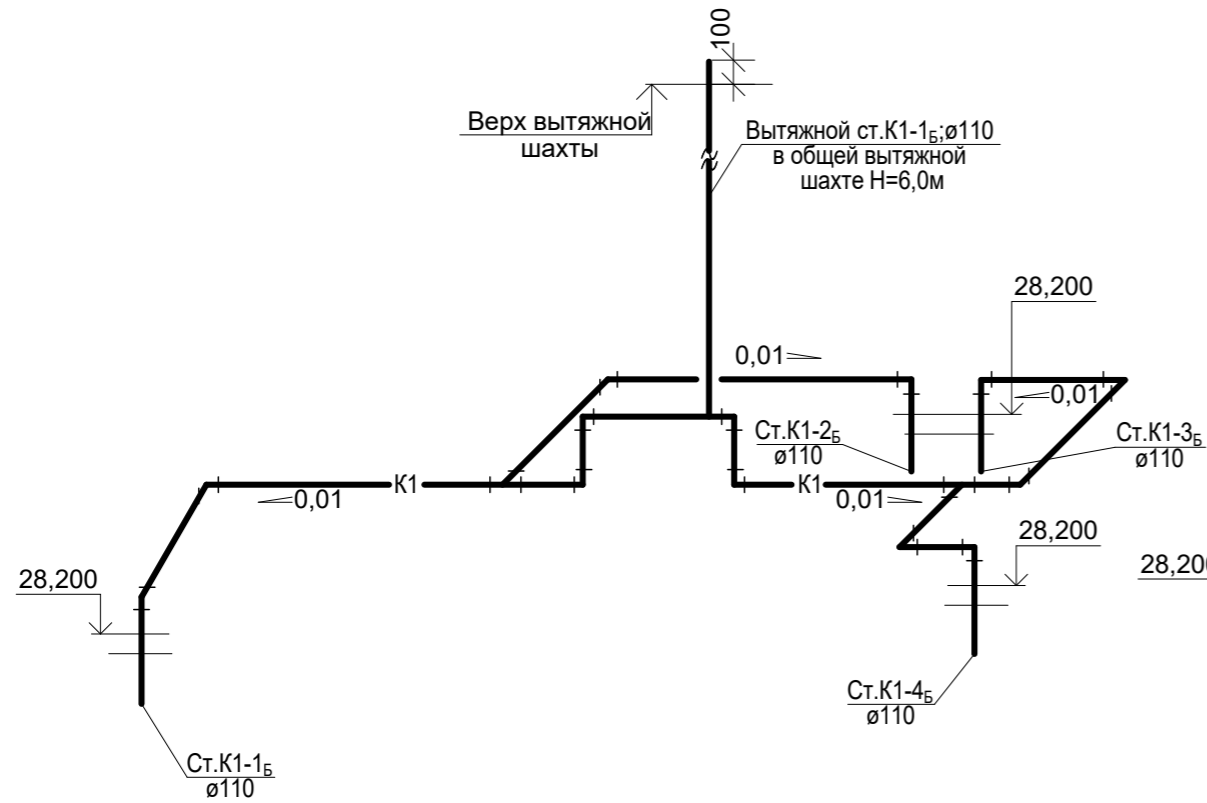 100
Верх вытяжной
шахты
Вытяжной ст.К1-1Б;ø110
в общей вытяжной
шахте Н=6,0м
28,200
0,01
0,01
Ст.К1-2Б
ø110
Ст.К1-3Б
ø110
К1
0,01
К1
0,01
28,200
28,200
28,200
Ст.К1-4Б
ø110
Ст.К1-1Б
ø110